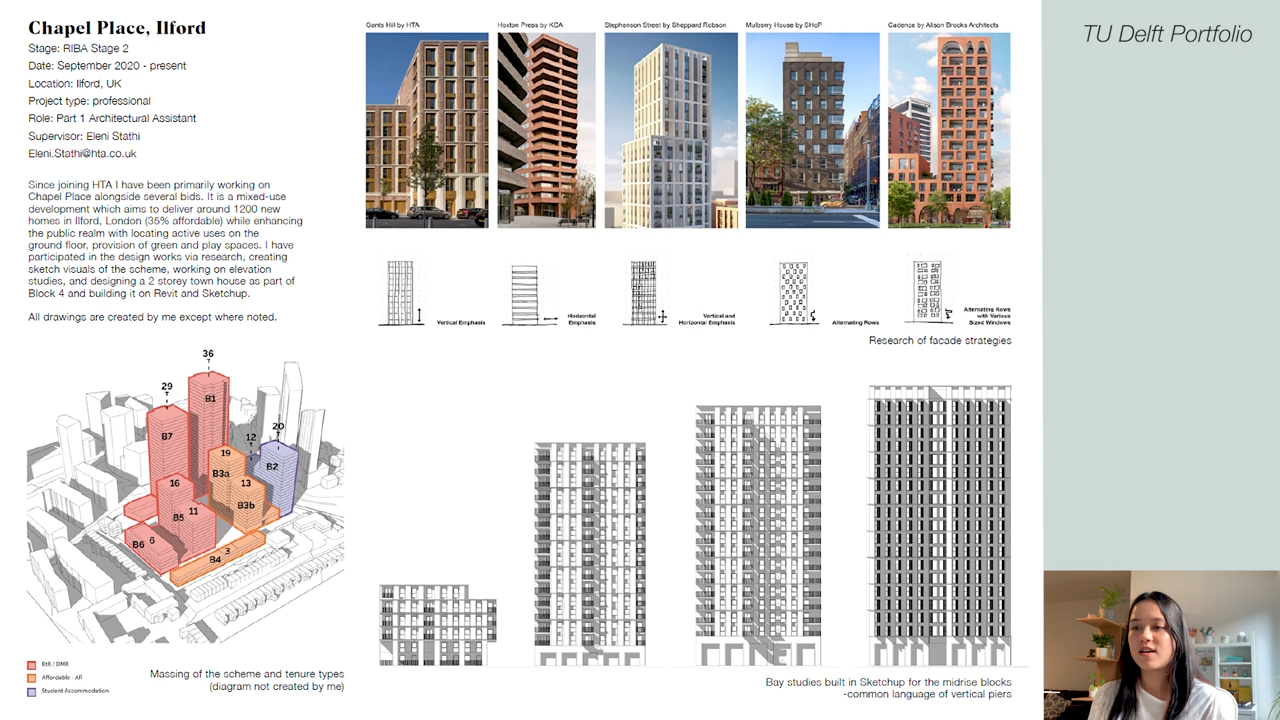 Chapel Place, Ilford
Stage: RIBA Stage 2
Date: September 2020 - present
Location: Ilford, UK
Project type: professional
Role: Part 1 Architectural Assistant
Supervisor: Eleni Stathi
Eleni.Stathi@hta.co.uk
Since joining HTA I have been primarily working on
Chapel Place alongside several bids. It is a mixed-use
development which aims to deliver around 1200 new
homes in Ilford, London (35% affordable) while enhancing
the public realm with locating active uses on the
ground floor, provision of green and play spaces. I have
participated in the design works via research, creating
sketch visuals of the scheme, working on elevation
studies, and designing a 2 storey town house as part of
Block 4 and building it on Revit and Sketchup.
All drawings are created by me except where noted.
36
29
B1
12
20
B7
19
B2
B3a
16
13
B3b
11
B5
B6
6
3
B4
BtR / DMR
Affordable - AR
Student Accommodation
Massing of the scheme and tenure types
(diagram not created by me)
Gants Hill by HTA
Hoxton Press by KCA
Stephenson Street by Sheppard Robson
Mulberry House by SHoP
Cadence by Alison Brooks Architects
Vertical Emphasis
Horizontal
Emphasis
Vertical and
Horizontal Emphasis
Alternating Rows
Alternating Rows
with Various
Sized Windows
Research of facade strategies
Bay studies built in Sketchup for the midrise blocks
-common language of vertical piers
TU Delft Portfolio